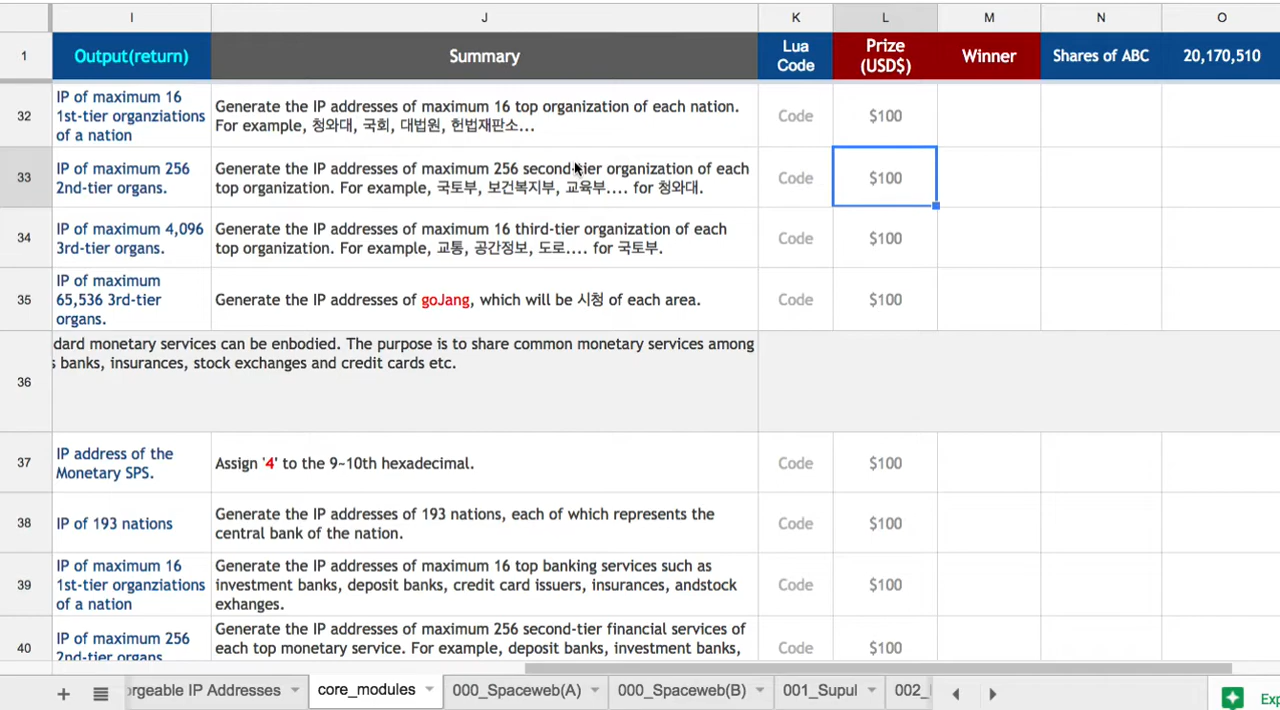 I J K L M N O
1 Output(return) Summary Lua Code Prize (USD$) Winner Shares of ABC 20,170,510
32
IP of maximum 16
1st-tier organziations
of a nation
Generate the IP addresses of maximum 16 top organization of each nation.
For example, 청와대, 국회, 대법원, 헌법재판소...
Code $100
33
IP of maximum 256
2nd-tier organs.
Generate the IP addresses of maximum 256 second-tier organization of each
top organization. For example, 국토부, 보건복지부, 교육부.... for 청와대.
Code $100
34
IP of maximum 4,096
3rd-tier organs.
Generate the IP addresses of maximum 16 third-tier organization of each
top organization. For example, 교통, 공간정보, 도로.... for 국토부.
Code $100
35
IP of maximum
65,536 3rd-tier
organs.
Generate the IP addresses of goJang, which will be 시청 of each area.
Code $100
36
dard monetary services can be enbodied. The purpose is to share common monetary services among
s banks, insurances, stock exchanges and credit cards etc.
37
IP address of the
Monetary SPS.
Assign '4' to the 9~10th hexadecimal.
Code $100
38
IP of 193 nations
Generate the IP addresses of 193 nations, each of which represents the
central bank of the nation.
Code $100
39
IP of maximum 16
1st-tier organziations
of a nation
Generate the IP addresses of maximum 16 top banking services such as
investment banks, deposit banks, credit card issuers, insurances, andstock
exhanges.
Code $100
40
IP of maximum 256
2nd-tier organs
Generate the IP addresses of maximum 256 second-tier financial services of
each top monetary service. For example, deposit banks, investment banks,
Code $100
rgeable IP Addresses core_modules 000_Spaceweb(A) 000_Spaceweb(B) 001_Supul 002_ Exp